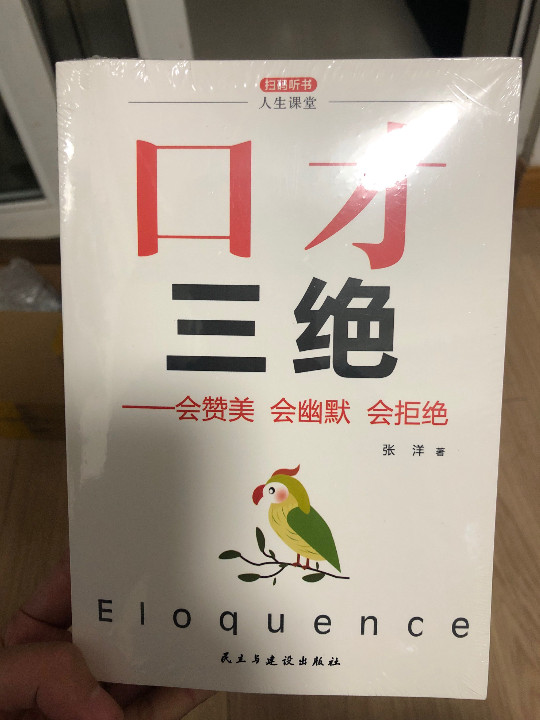 扫码听书
人生课堂
口才
三绝
——会赞美 会幽默 会拒绝
张洋 著
Eloquence
民主与建设出版社